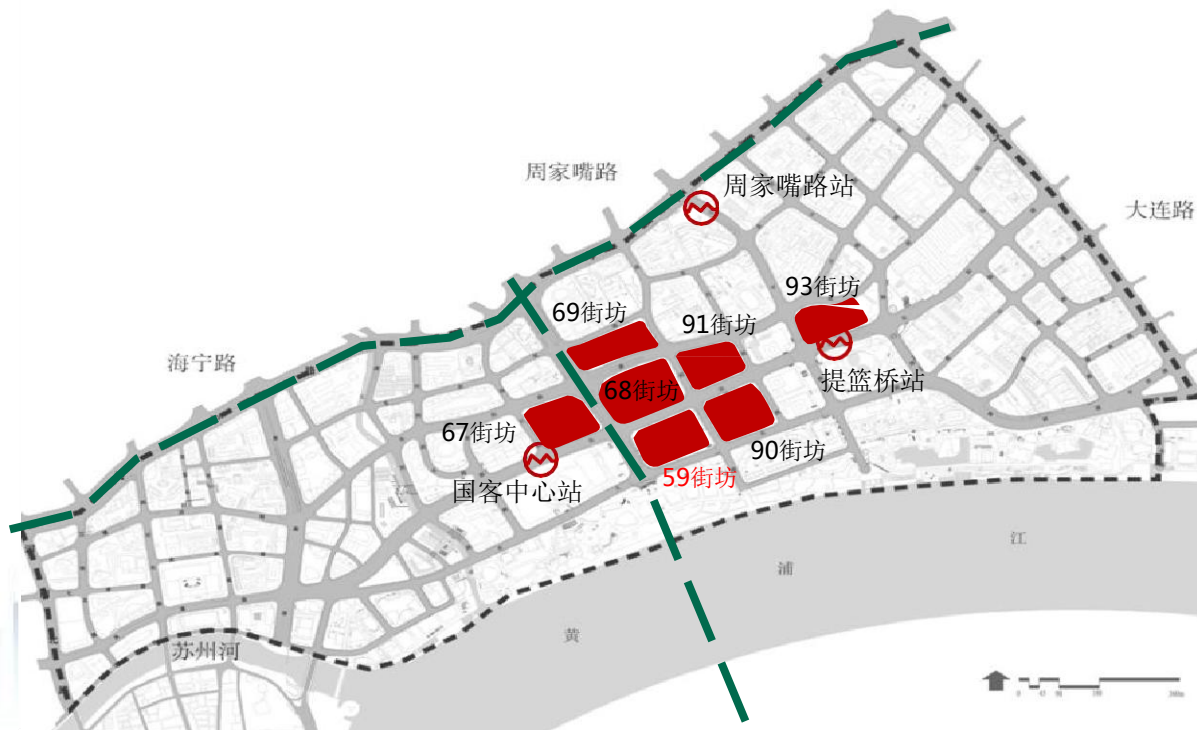 周家嘴路
周家嘴路站
大连路
93街坊
69街坊
91街坊
海宁路
提篮桥站
68街坊
67街坊
90街坊
59街坊
国客中心站
江
浦
黄
苏州河